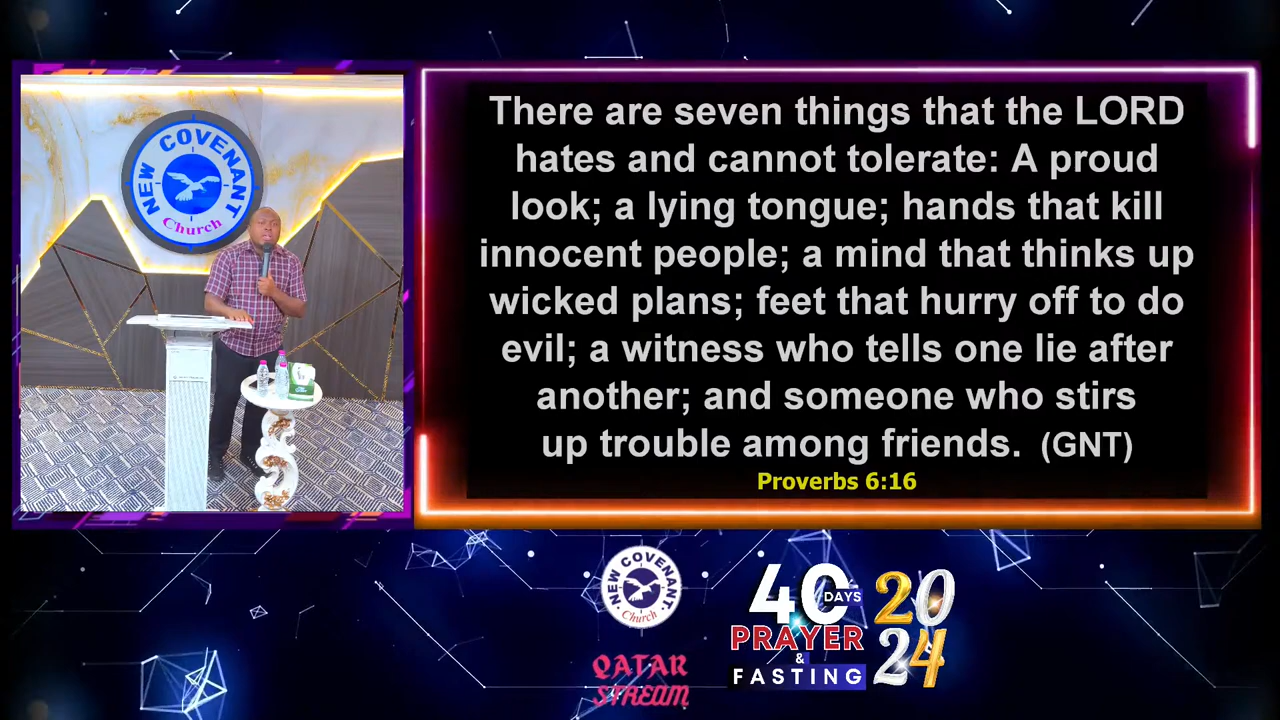 NEW COVENANT
Church
There are seven things that the LORD
hates and cannot tolerate: A proud
look; a lying tongue; hands that kill
innocent people; a mind that thinks up
wicked plans; feet that hurry off to do
evil; a witness who tells one lie after
another; and someone who stirs
up trouble among friends. (GNT)
Proverbs 6:16
NEW COVENANT
Church
QATAR
STREAM
40 DAYS
PRAYER
&
FASTING
20
24